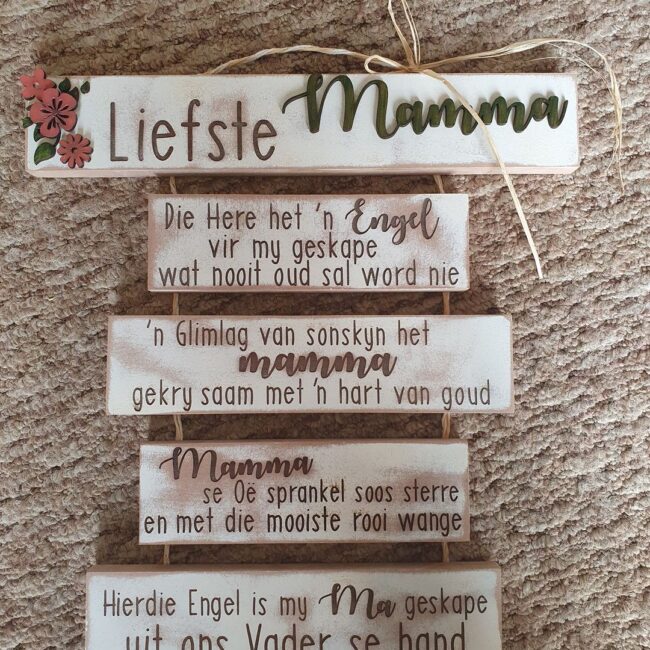 Liefste Mamma
Die Here het 'n Engel
vir my geskape
wat nooit oud sal word nie
'n Glimlag van sonskyn het
mamma
gekry saam met 'n hart van goud
Mamma
se Oë sprankel soos sterre
en met die mooiste rooi wange
Hierdie Engel is my Ma geskape
uit ons Vader se hand